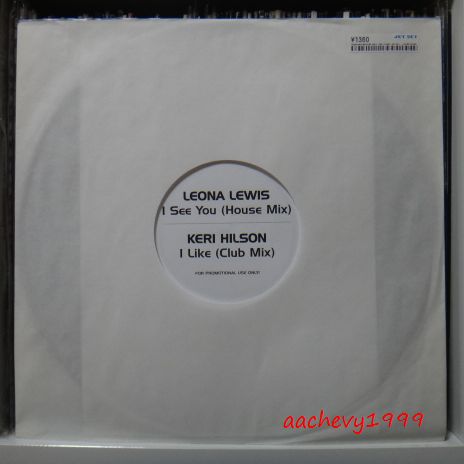 ¥1360
JET SET
LEONA LEWIS
I See You (House Mix)
KERI HILSON
I Like (Club Mix)
FOR PROMOTIONAL USE ONLY!
aachevy1999